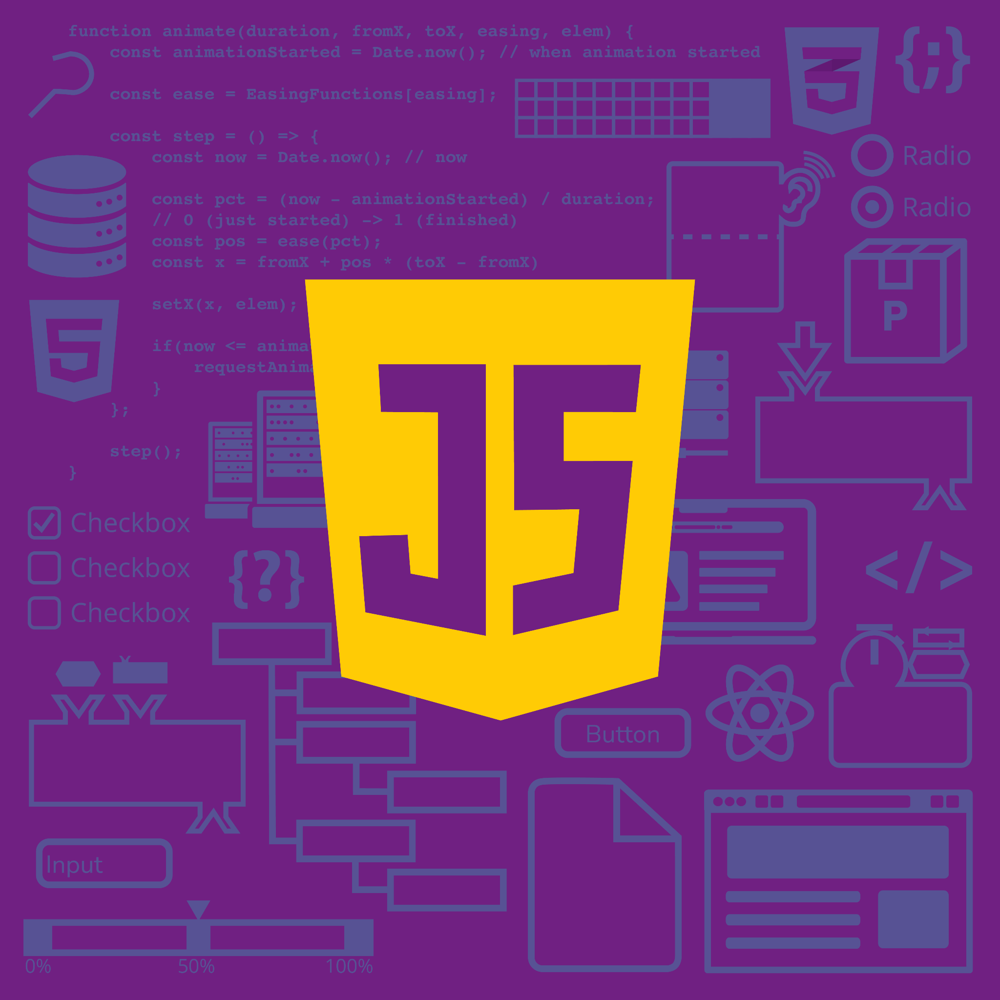 function animate(duration, fromX, toX, easing, elem) {
const animationStarted = Date.now(); // when animation started
const ease = EasingFunctions[easing];
const step = () => {
const now = Date.now(); // now
const pct = (now - animationStarted) / duration;
// 0 (just started) -> 1 (finished)
const pos = ease(pct);
const x = fromX + pos * (toX - fromX)
setX(x, elem);
if(now <= anima
requestAnima
}
};
step();
}
{;}
Radio
Radio
P
JS
Checkbox
Checkbox
Checkbox
{?}
</>
Button
Input
0% 50% 100%